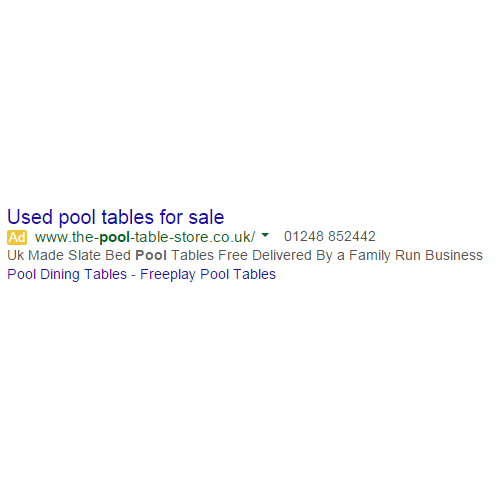 Used pool tables for sale
Ad www.the-pool-table-store.co.uk/ 01248 852442
Uk Made Slate Bed Pool Tables Free Delivered By a Family Run Business
Pool Dining Tables - Freeplay Pool Tables